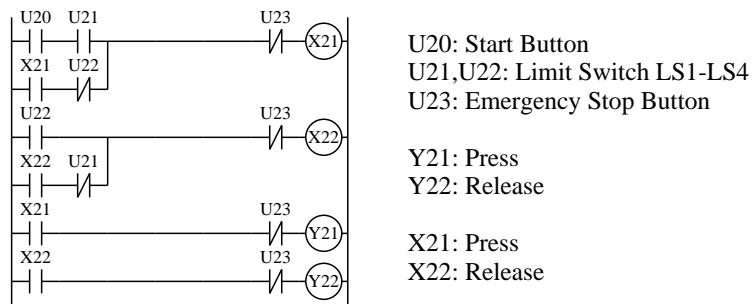 U20 U21 U23
X21
X21 U22
U22 U23
X22
X22 U21
X21 U23
Y21
X22 U23
Y22
U20: Start Button
U21,U22: Limit Switch LS1-LS4
U23: Emergency Stop Button
Y21: Press
Y22: Release
X21: Press
X22: Release